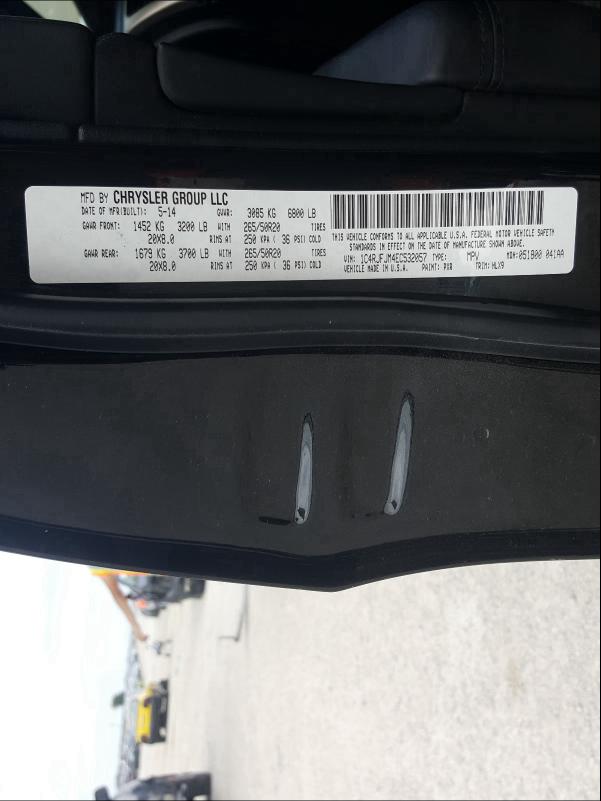 MFD BY CHRYSLER GROUP LLC
DATE OF MFR(BUILT): 5-14 GVWR: 3085 KG 6800 LB
GAWR FRONT: 1452 KG 3200 LB WITH 265/50R20 TIRES
20X8.0 RIMS AT 250 KPA ( 36 PSI) COLD
GAWR REAR: 1679 KG 3700 LB WITH 265/50R20 TIRES
20X8.0 RIMS AT 250 KPA ( 36 PSI) COLD
THIS VEHICLE CONFORMS TO ALL APPLICABLE U.S.A. FEDERAL MOTOR VEHICLE SAFETY
STANDARDS IN EFFECT ON THE DATE OF MANUFACTURE SHOWN ABOVE.
VIN: 1C4RJFJM4EC532057 TYPE: MPV MDH: 051800 041AA
VEHICLE MADE IN U.S.A. PAINT: PXR TRIM: HLX9